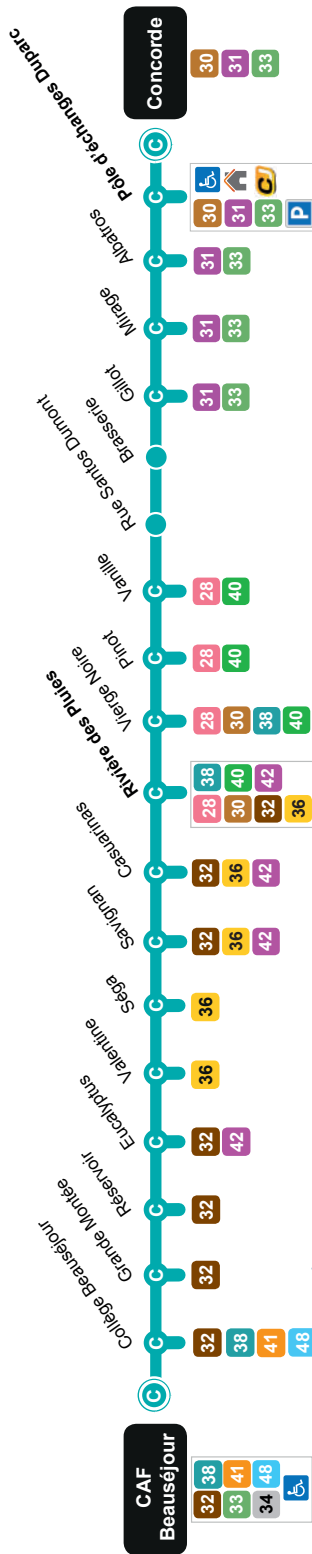 CAF
Beauséjour
C
32 38
33 41
34 48
Collège Beauséjour
C
32
38
41
48
Grande Montée
C
32
Réservoir
C
32
Eucalyptus
C
32
42
Valentine
C
36
Séga
C
36
Savignan
C
32
36
42
Casuarinas
C
32
36
42
Rivière des Pluies
C
28 38
30 40
32 42
36
Vierge Noire
C
28
30
38
40
Pinot
C
28
40
Vanille
C
28
40
Rue Santos Dumont
Brasserie
Gillot
C
31
33
Mirage
C
31
33
Albatros
C
31
33
Pôle d'échanges Duparc
C
30
31
33
P
C
Concorde
30
31
33